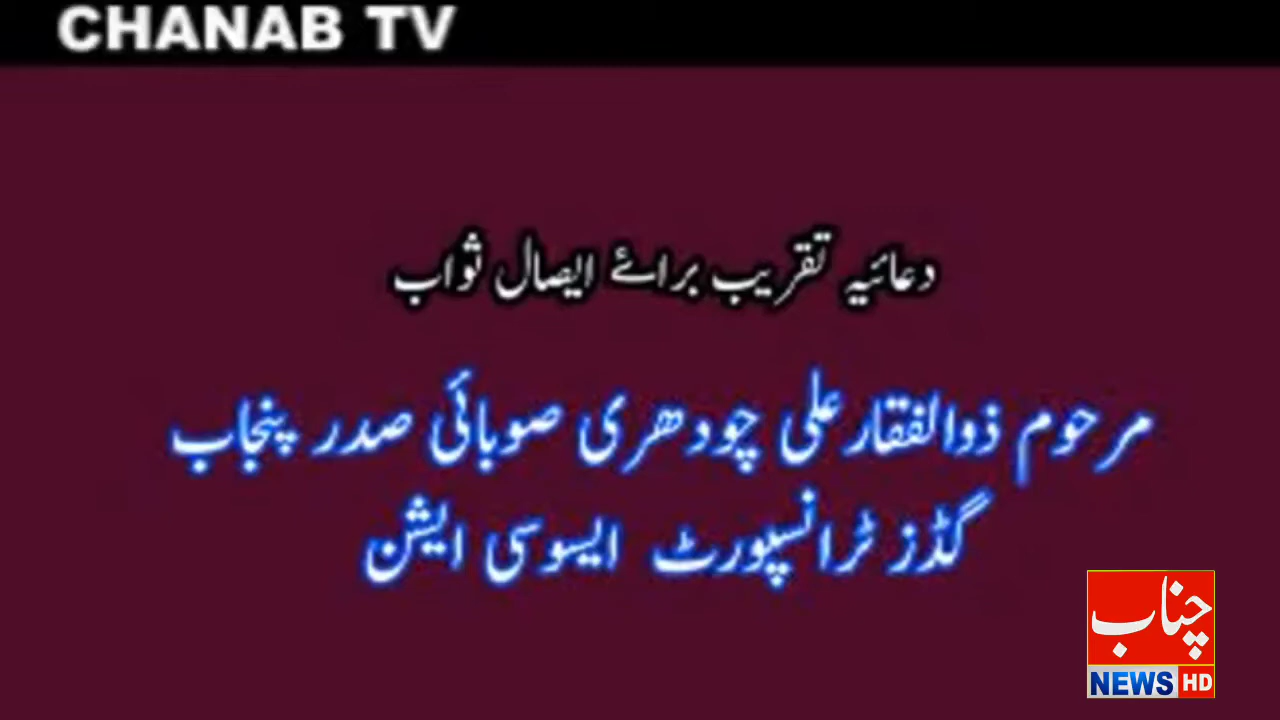 CHANAB TV
دعائیہ تقریب برائے ایصال ثواب
مرحوم ذوالفقار علی چودھری صوبائی صدر پنجاب
گڈز ٹرانسپورٹ ایسوسی ایشن
چناب
NEWS HD